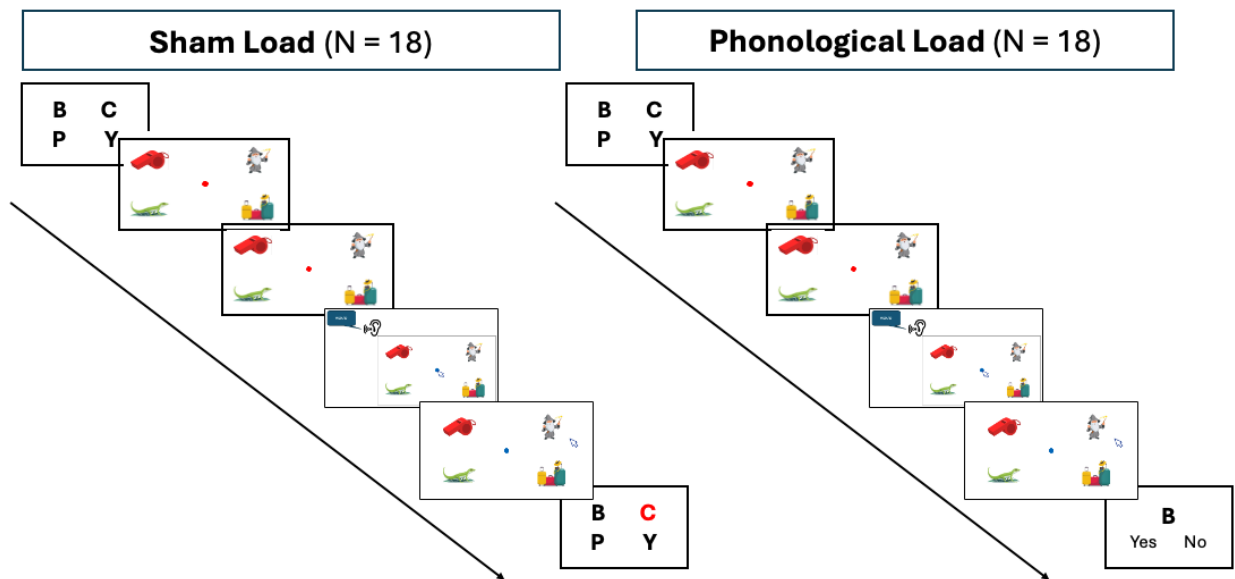 Sham Load (N = 18)
B C
P Y
B C
P Y
Phonological Load (N = 18)
B C
P Y
B
Yes No